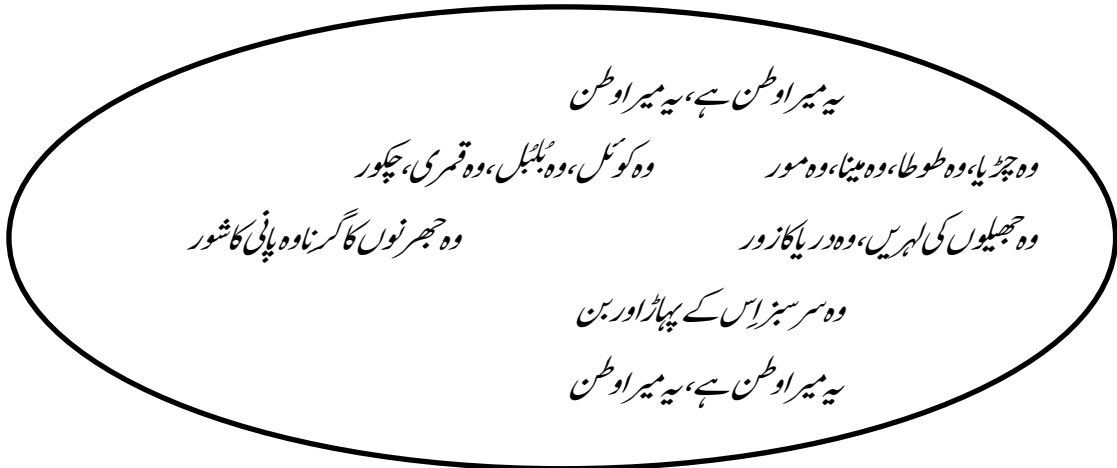 یہ میرا وطن ہے، یہ میرا وطن
وہ چڑیا، وہ طوطا، وہ مینا، وہ مور وہ کوئل، وہ بُلبُل، وہ قمری، چکور
وہ جھیلوں کی لہریں، وہ دریا کا زور وہ جھرنوں کا گرنا وہ پانی کا شور
وہ سرسبز اِس کے پہاڑ اور بن
یہ میرا وطن ہے، یہ میرا وطن